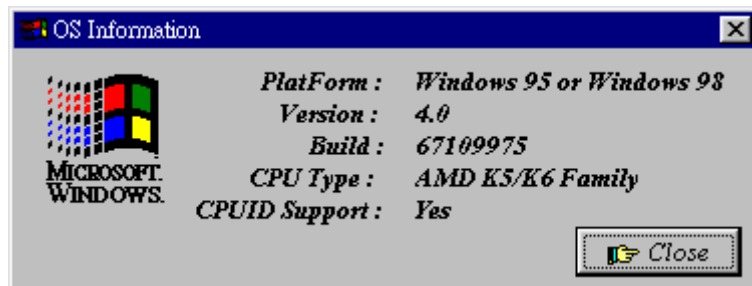 OS Information
PlatForm : Windows 95 or Windows 98
Version : 4.0
Build : 67109975
CPU Type : AMD K5/K6 Family
CPUID Support : Yes
MICROSOFT.
WINDOWS.
Close